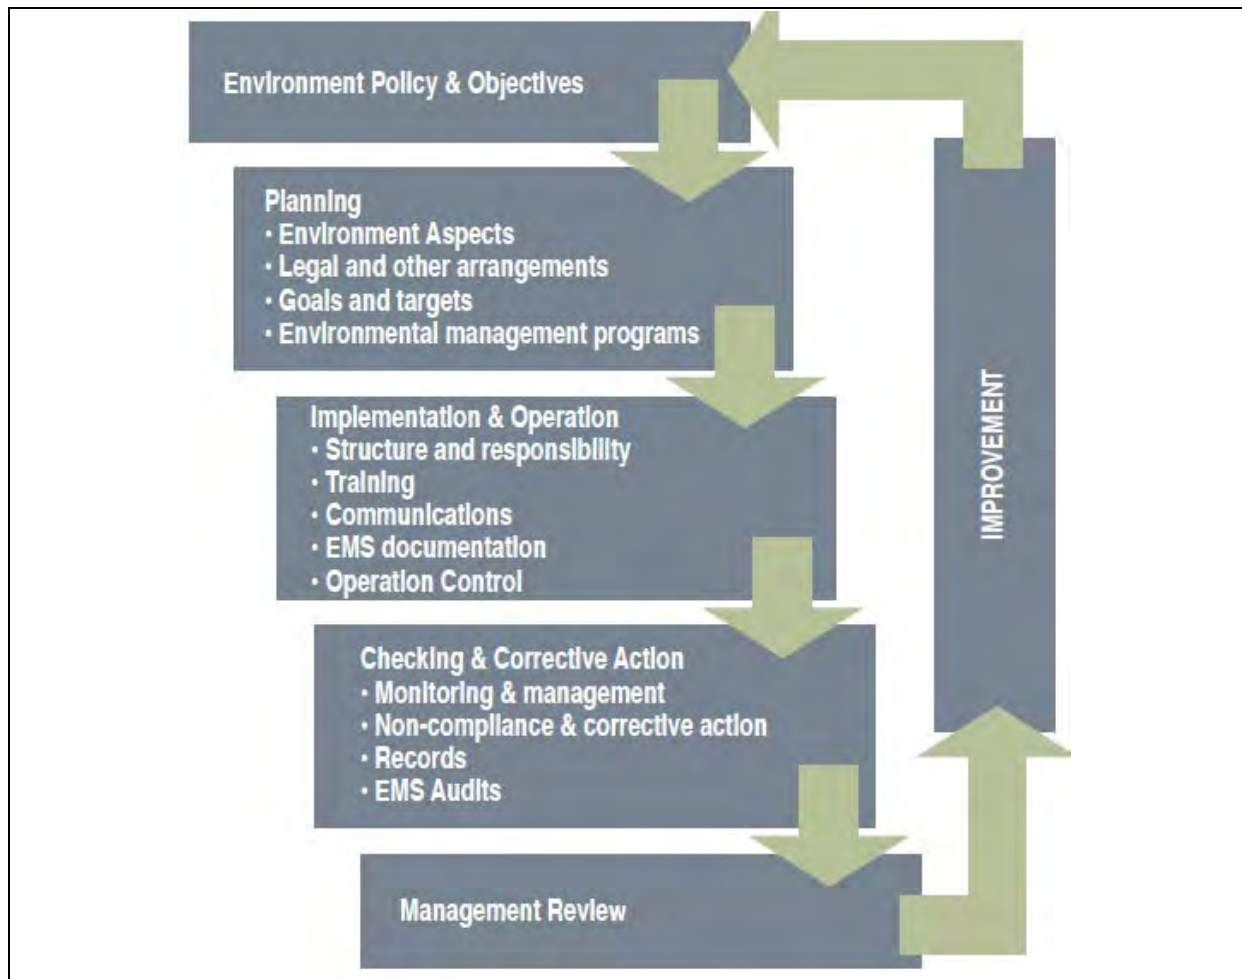 Environment Policy & Objectives
Planning
• Environment Aspects
• Legal and other arrangements
• Goals and targets
• Environmental management programs
Implementation & Operation
• Structure and responsibility
• Training
• Communications
• EMS documentation
• Operation Control
Checking & Corrective Action
• Monitoring & management
• Non-compliance & corrective action
• Records
• EMS Audits
Management Review
IMPROVEMENT